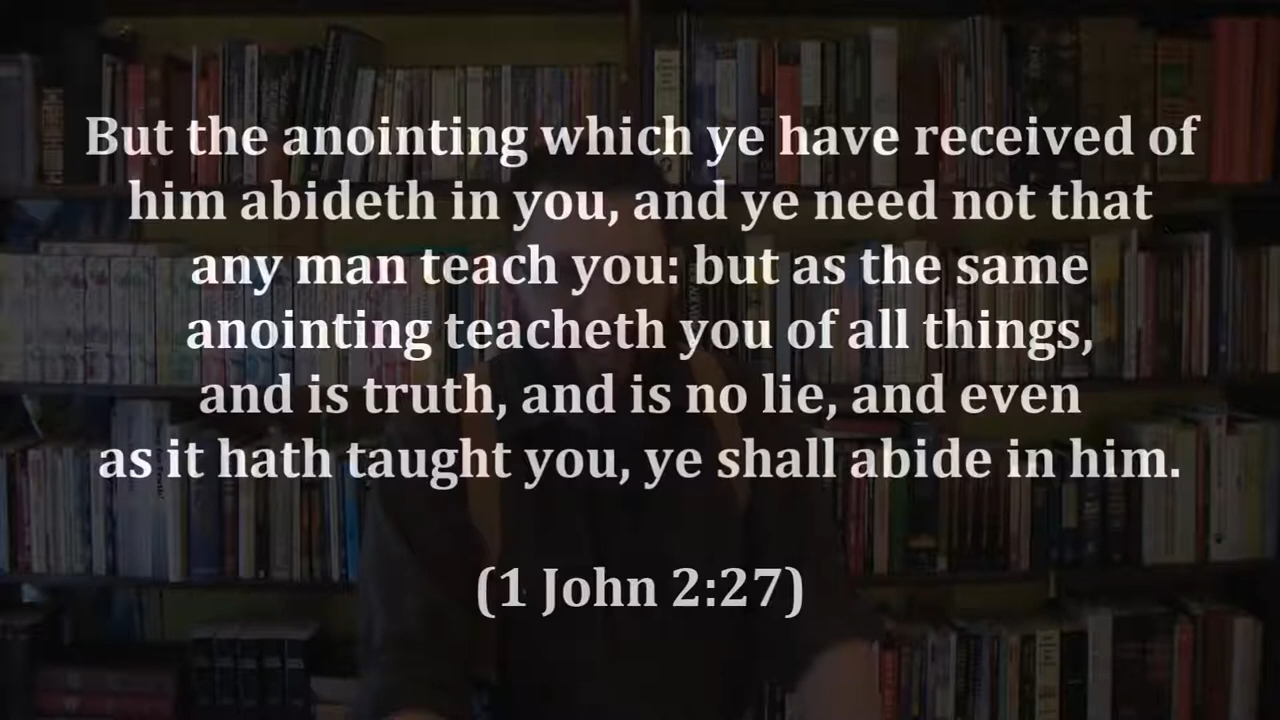 But the anointing which ye have received of
him abideth in you, and ye need not that
any man teach you: but as the same
anointing teacheth you of all things,
and is truth, and is no lie, and even
as it hath taught you, ye shall abide in him.
(1 John 2:27)